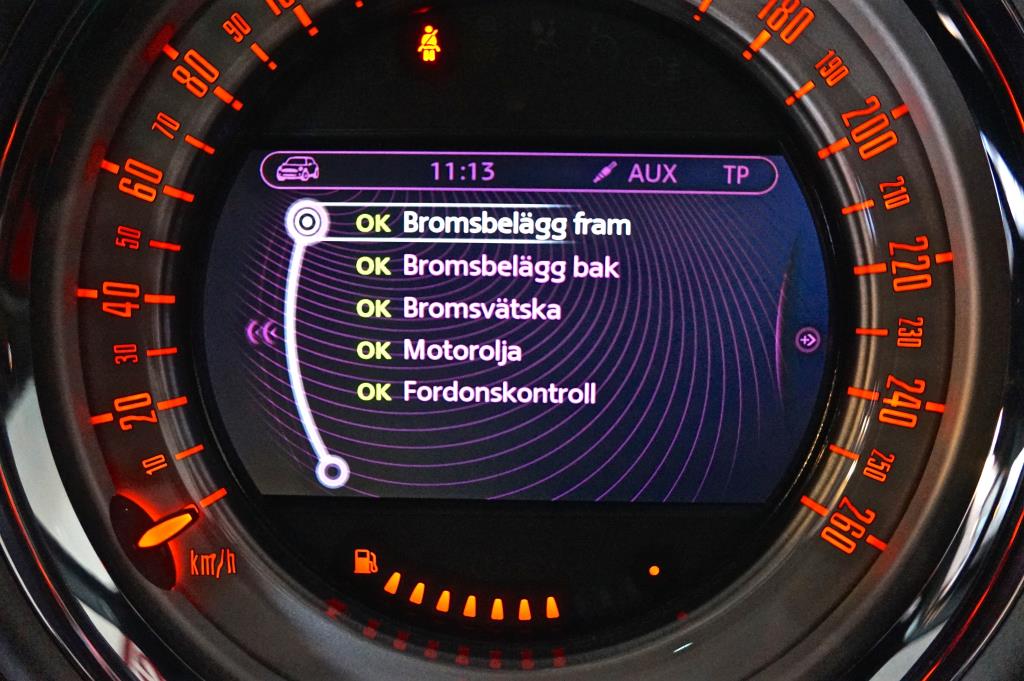 11:13 AUX TP
OK Bromsbelägg fram
OK Bromsbelägg bak
OK Bromsvätska
OK Motorolja
OK Fordonskontroll
90
80
70
60
50
40
30
20
10
km/h
180
190
200
210
220
230
240
250
260